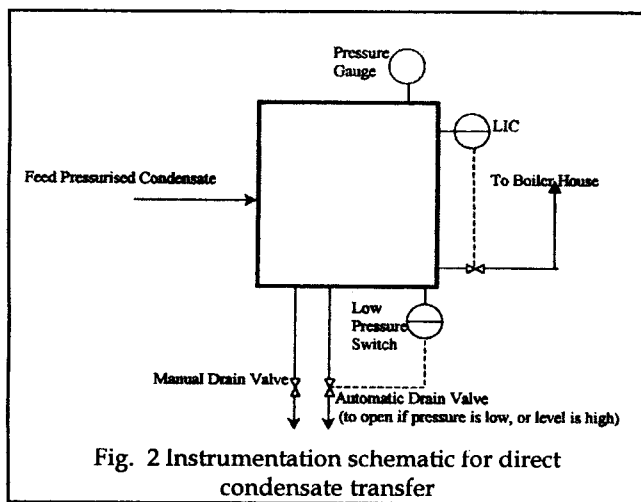 Pressure
Gauge
LIC
Feed Pressurised Condensate
To Boiler House
Low
Pressure
Switch
Manual Drain Valve
Automatic Drain Valve
(to open if pressure is low, or level is high)
Fig. 2 Instrumentation schematic for direct
condensate transfer